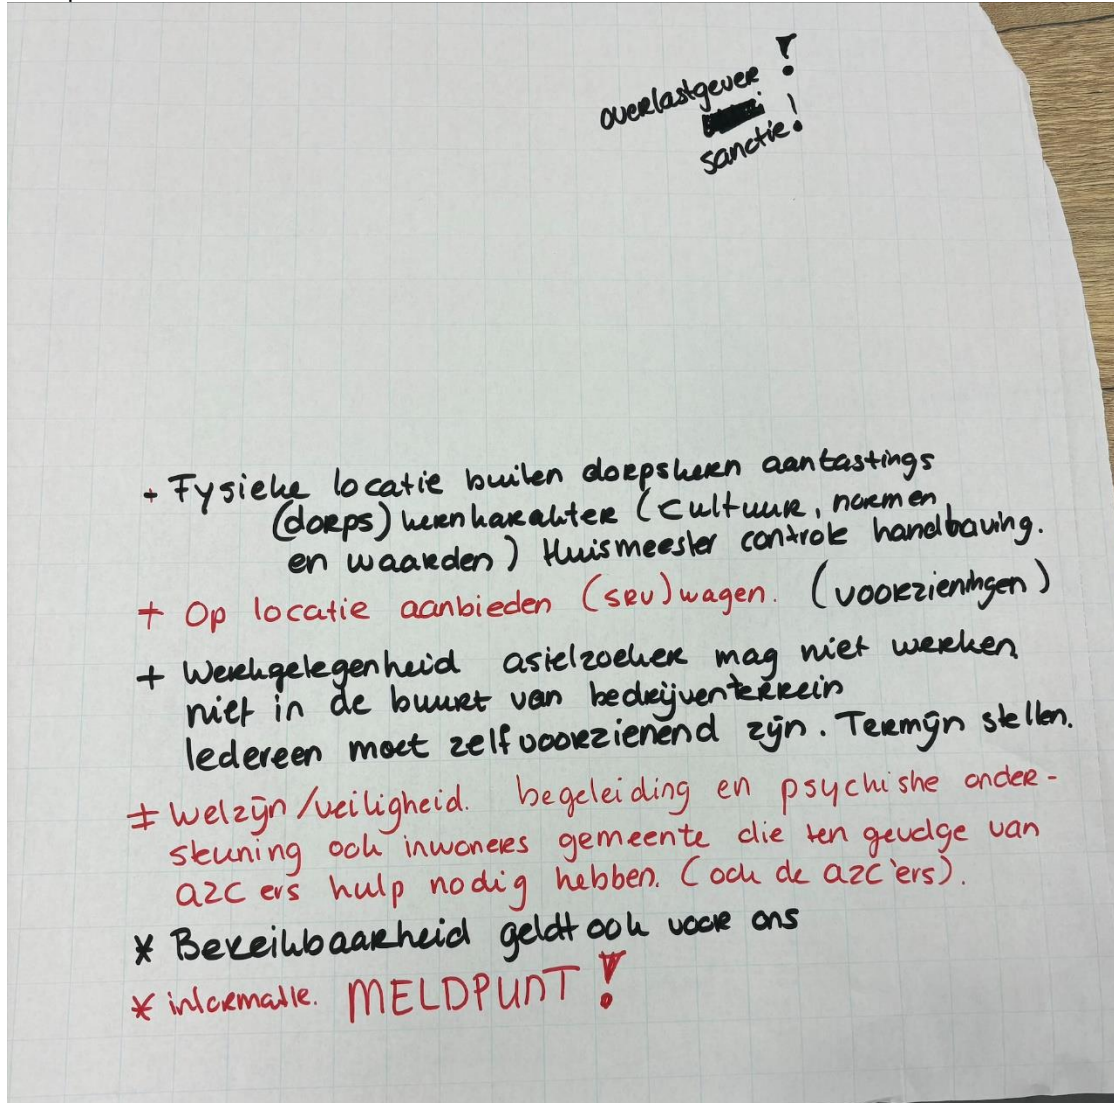 overlastgever !
sanctie!
+ Fysieke locatie buiten dorpskern aantastings
(dorps) kernkarakter (cultuur, normen
en waarden) Huismeester controle handhaving.
+ Op locatie aanbieden (SRV) wagen. (voorzieningen)
+ Werkgelegenheid asielzoeker mag niet werken
niet in de buurt van bedrijventerrein
Iedereen moet zelfvoorzienend zijn. Termijn stellen.
+ Welzijn/veiligheid. begeleiding en psychishe onder-
steuning ook inwoners gemeente die ten gevolge van
azc ers hulp nodig hebben. (ook de azc'ers).
* Bereikbaarheid geldt ook voor ons
* informatie. MELDPUNT !